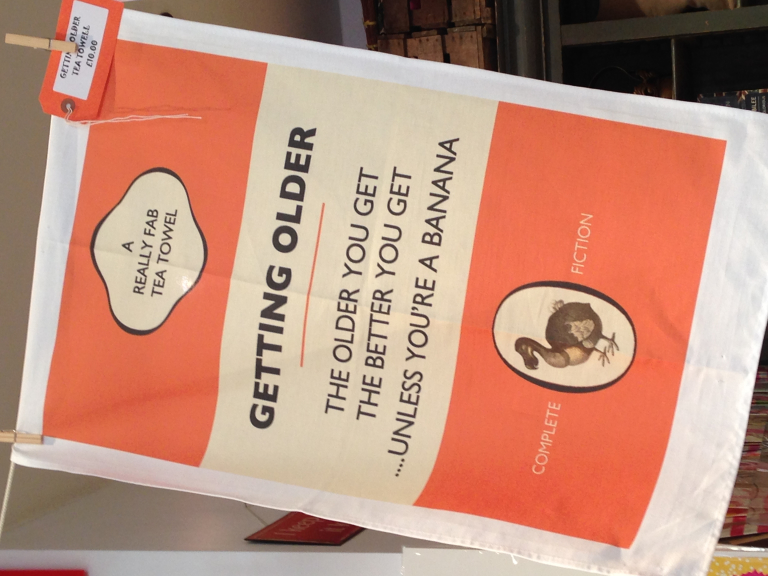 GETTING OLDER
TEA TOWELL
£10.00
A
REALLY FAB
TEA TOWEL
GETTING OLDER
THE OLDER YOU GET
THE BETTER YOU GET
....UNLESS YOU'RE A BANANA
COMPLETE
FICTION